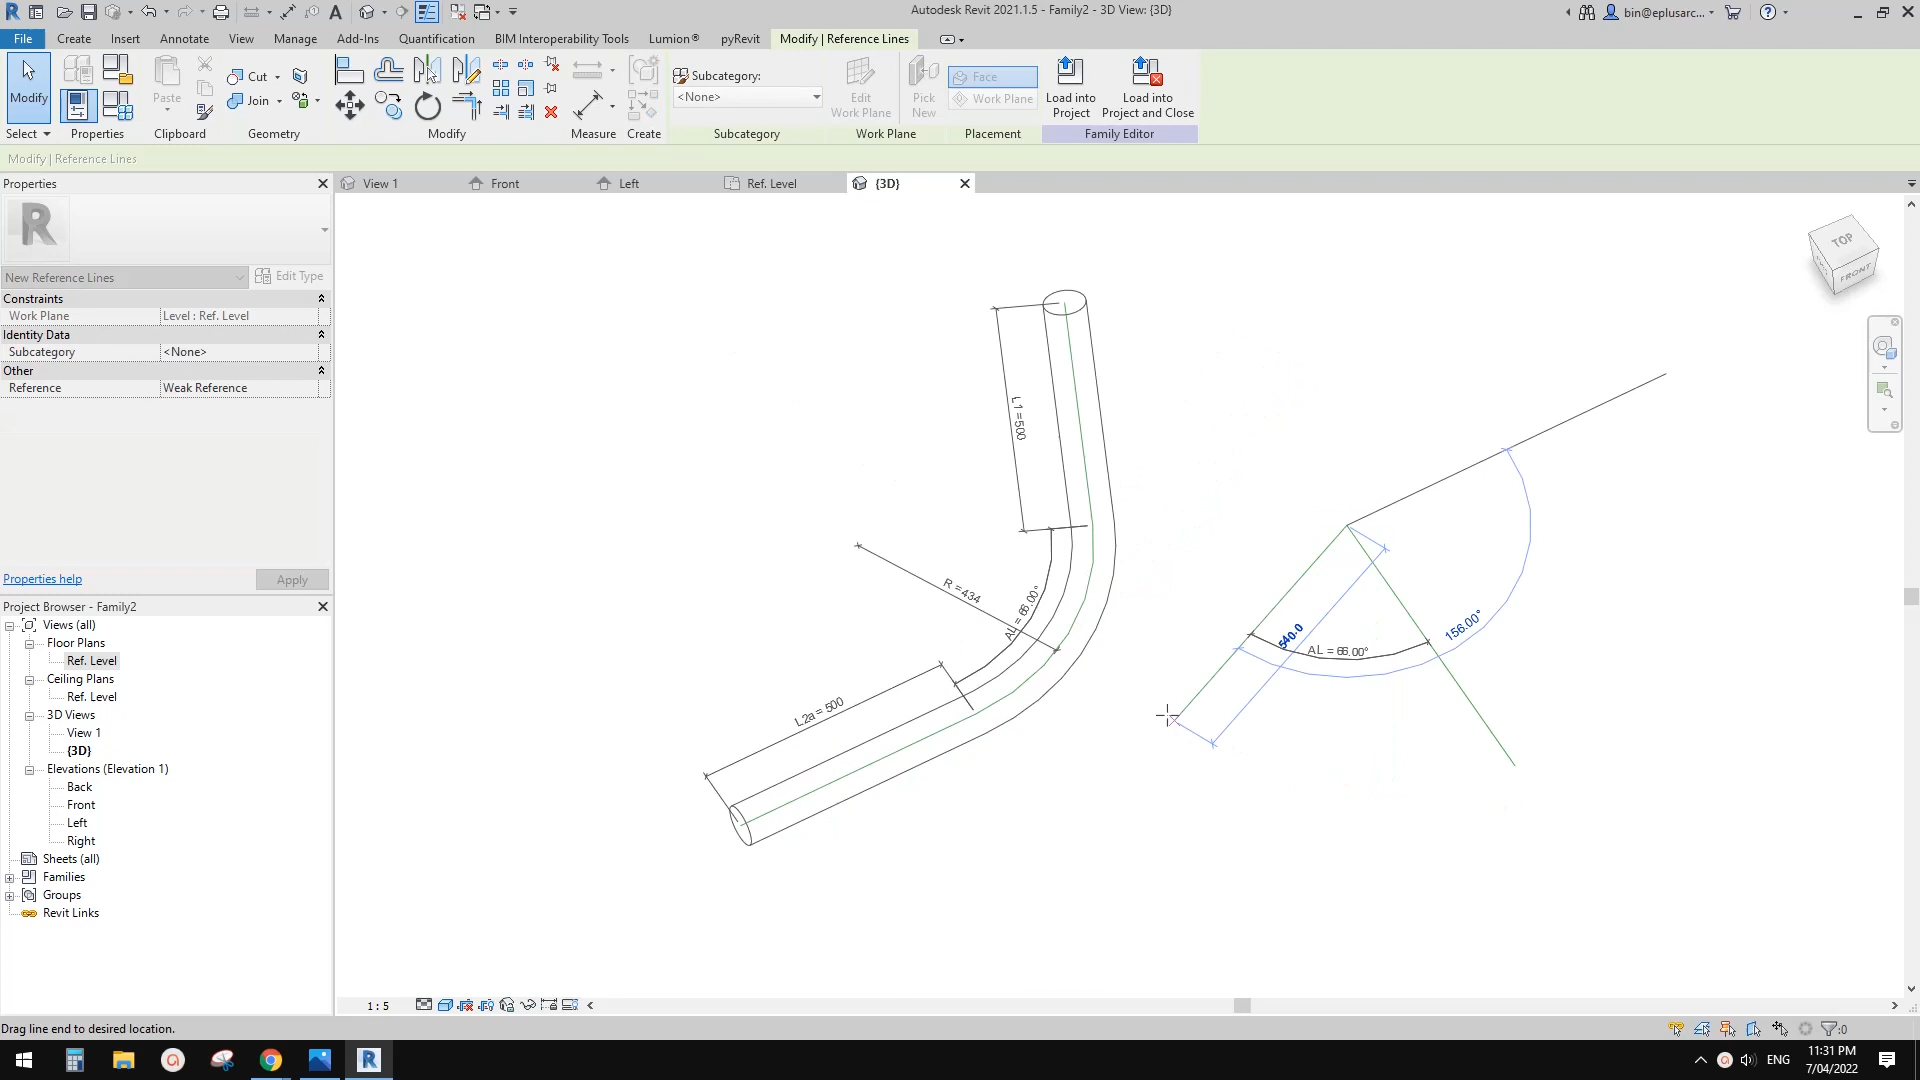 Autodesk Revit 2021.1.5 - Family2 - 3D View: {3D}
bin@eplusarc...
File Create Insert Annotate View Manage Add-Ins Quantification BIM Interoperability Tools Lumion® pyRevit Modify | Reference Lines
Modify
Paste
Cut
Join
Subcategory:
<None>
Edit
Work Plane
Pick
New
Face
Work Plane
Load into
Project
Load into
Project and Close
Select Properties Clipboard Geometry Modify Measure Create Subcategory Work Plane Placement Family Editor
Modify | Reference Lines
Properties
View 1 Front Left Ref. Level {3D}
New Reference Lines Edit Type
Constraints
Work Plane Level : Ref. Level
Identity Data
Subcategory <None>
Other
Reference Weak Reference
Properties help Apply
Project Browser - Family2
Views (all)
Floor Plans
Ref. Level
Ceiling Plans
Ref. Level
3D Views
View 1
{3D}
Elevations (Elevation 1)
Back
Front
Left
Right
Sheets (all)
Families
Groups
Revit Links
TOP
FRONT
L1 = 500
R = 434
AL = 66.00°
L2a = 500
540.0
AL = 66.00°
156.00°
1 : 5
Drag line end to desired location.
:0
ENG
11:31 PM
7/04/2022